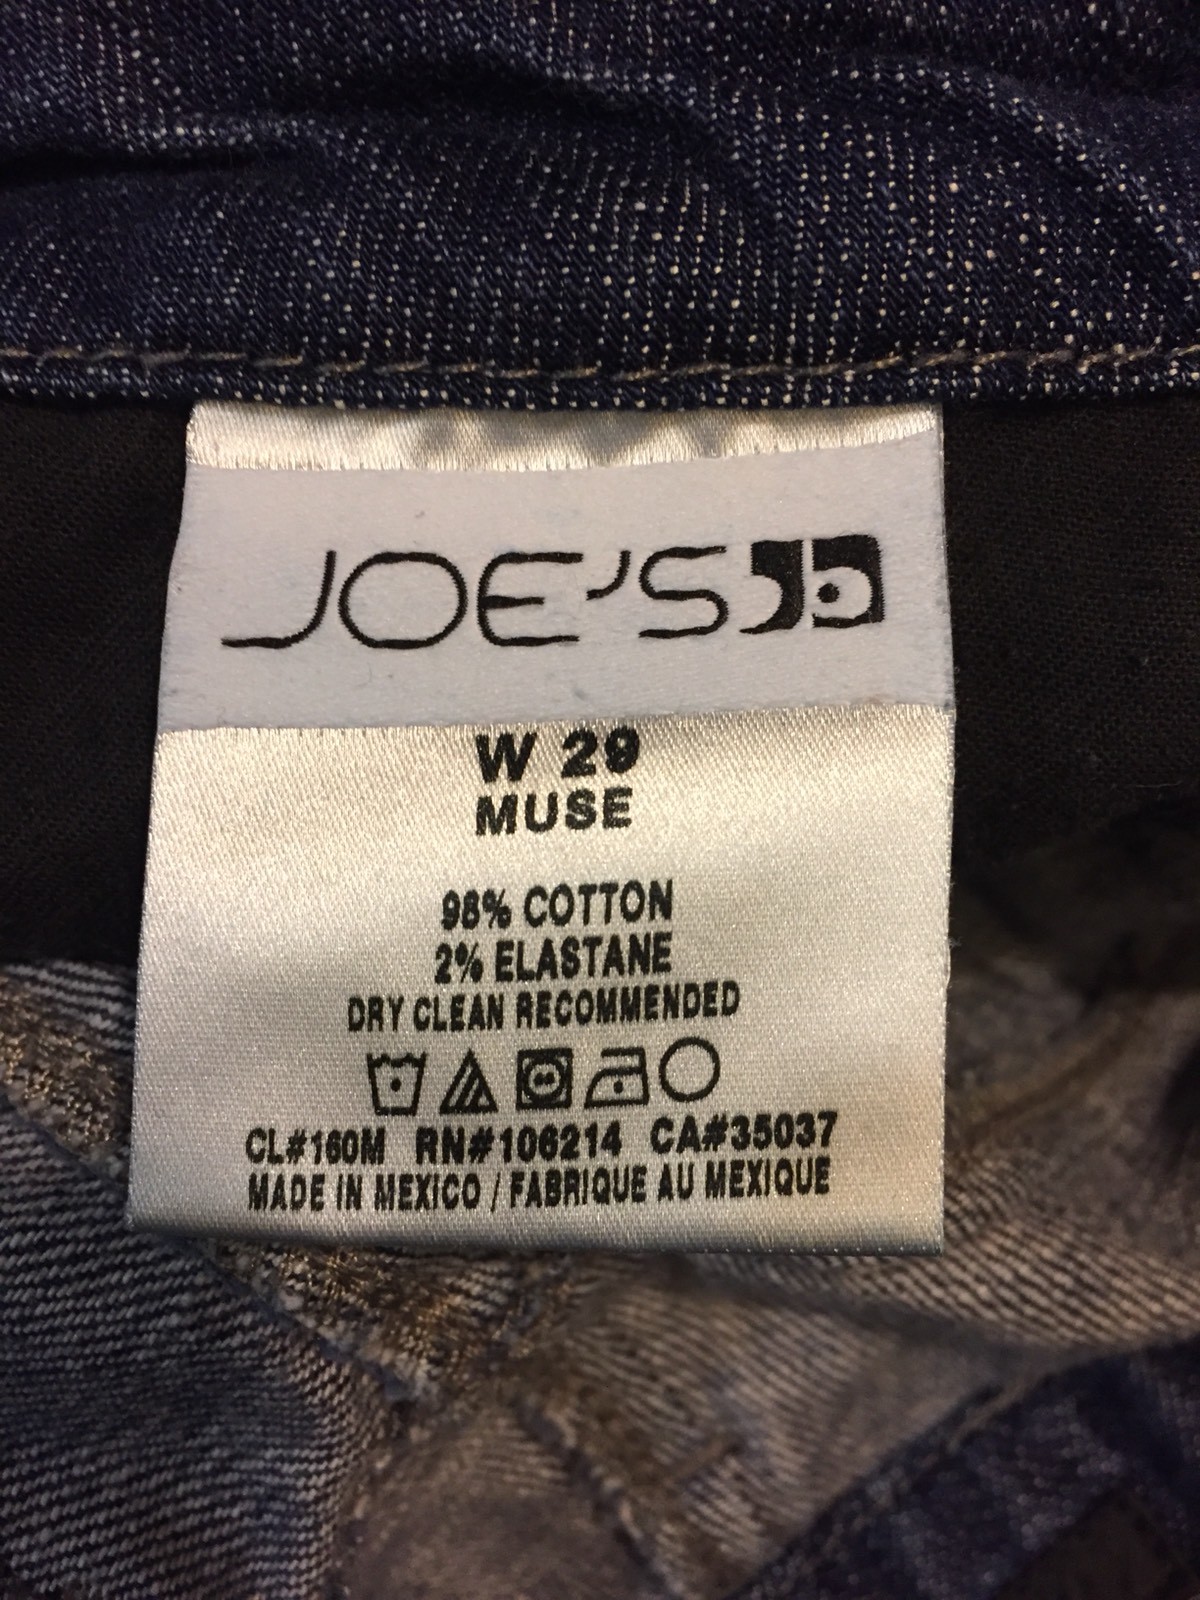 JOE'S
W 29
MUSE
98% COTTON
2% ELASTANE
DRY CLEAN RECOMMENDED
CL#160M RN#106214 CA#35037
MADE IN MEXICO / FABRIQUE AU MEXIQUE